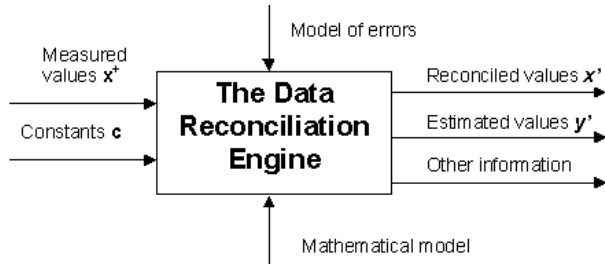 Model of errors
Measured
values x⁺
Constants c
The Data
Reconciliation
Engine
Reconciled values x'
Estimated values y'
Other information
Mathematical model